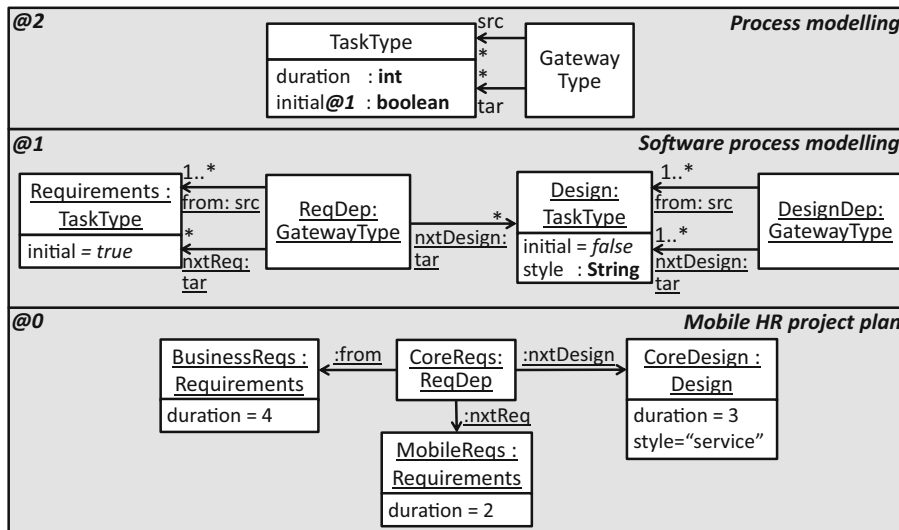 @2
Process modelling
TaskType
src
*
duration : int
initial@1 : boolean
*
tar
Gateway
Type
@1
Software process modelling
Requirements :
TaskType
initial = true
1..*
from: src
*
nxtReq:
tar
ReqDep:
GatewayType
*
nxtDesign:
tar
Design:
TaskType
initial = false
style : String
1..*
from: src
1..*
nxtDesign:
tar
DesignDep:
GatewayType
@0
Mobile HR project plan
BusinessReqs :
Requirements
duration = 4
:from
CoreReqs:
ReqDep
:nxtDesign
CoreDesign :
Design
duration = 3
style=“service”
:nxtReq
MobileReqs :
Requirements
duration = 2